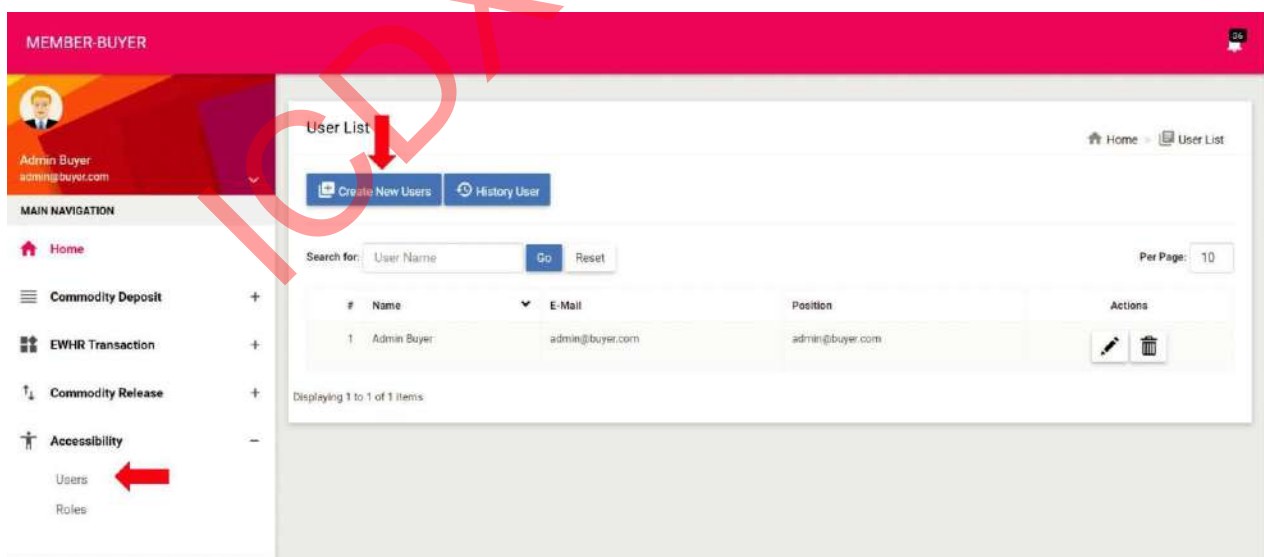 MEMBER-BUYER
36
Admin Buyer
admin@buyer.com
MAIN NAVIGATION
Home
Commodity Deposit
EWHR Transaction
Commodity Release
Accessibility
Users
Roles
User List
Home > User List
Create New Users
History User
Search for: User Name Go Reset
Per Page: 10
# Name E-Mail Position Actions
1 Admin Buyer admin@buyer.com admin@buyer.com
Displaying 1 to 1 of 1 items
ICDX